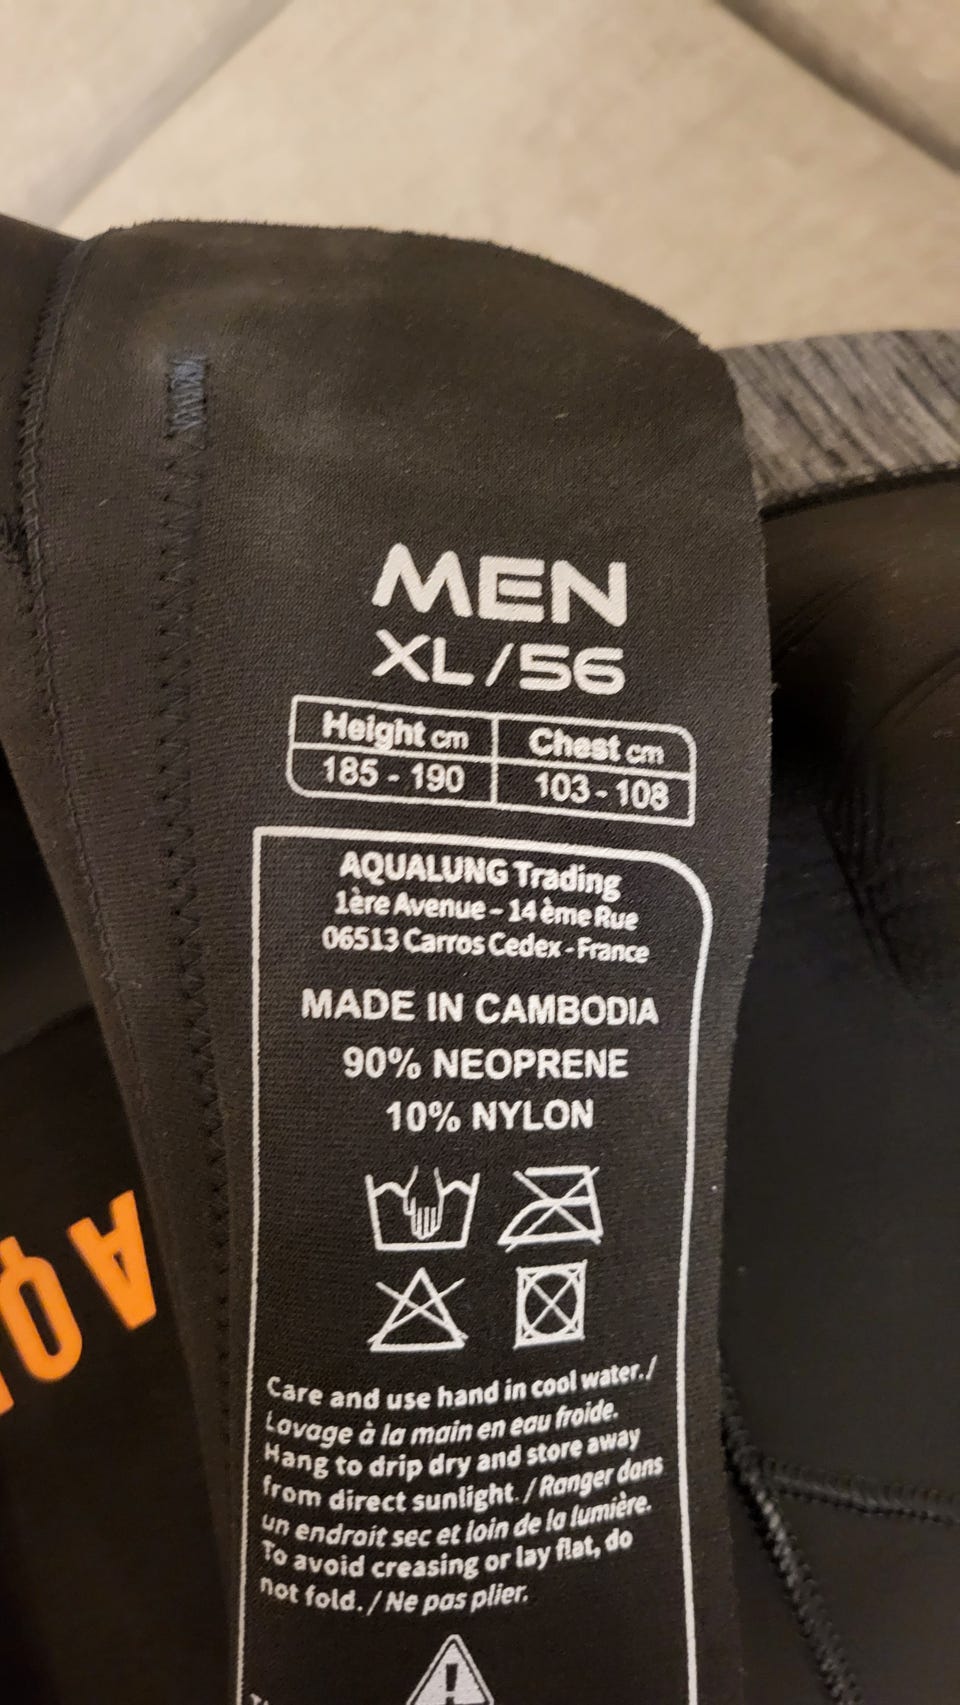 MEN
XL/56
Height cm Chest cm
185 - 190 103 - 108
AQUALUNG Trading
1ère Avenue - 14 ème Rue
06513 Carros Cedex - France
MADE IN CAMBODIA
90% NEOPRENE
10% NYLON
Care and use hand in cool water. /
Lavage à la main en eau froide.
Hang to drip dry and store away
from direct sunlight. / Ranger dans
un endroit sec et loin de la lumière.
To avoid creasing or lay flat, do
not fold. / Ne pas plier.
AQ